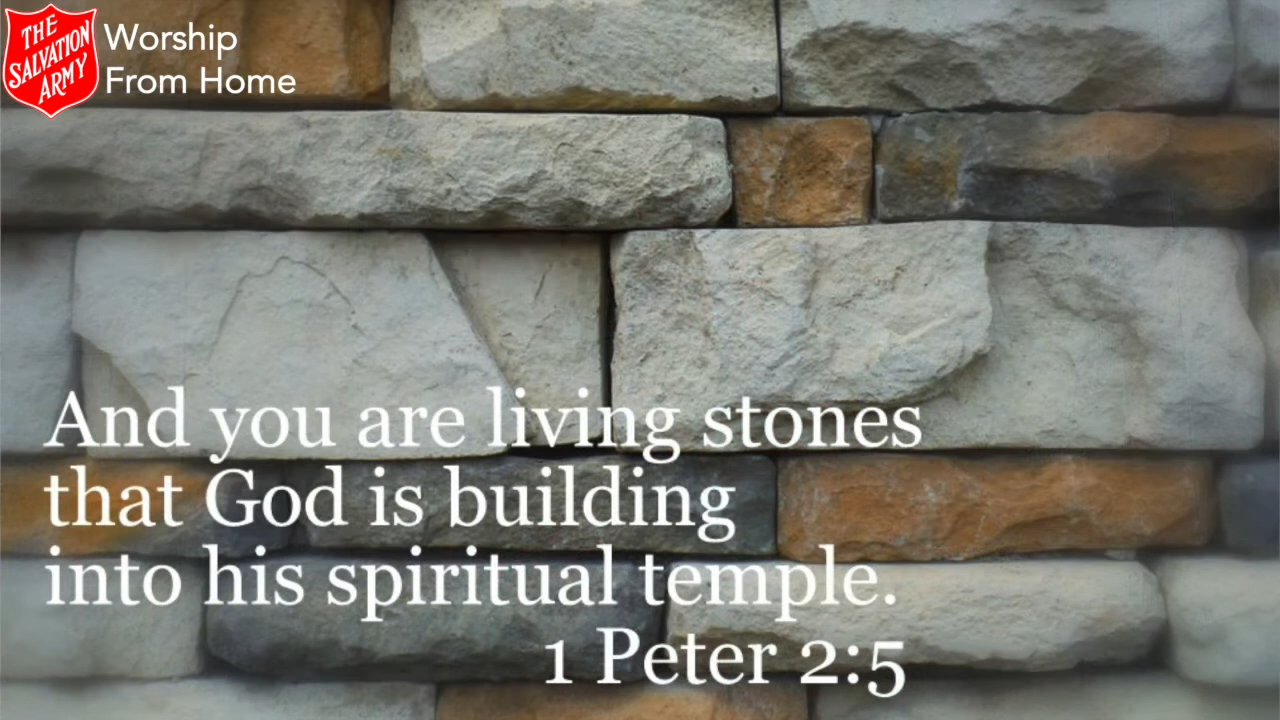 THE
SALVATION
ARMY
Worship
From Home
And you are living stones
that God is building
into his spiritual temple.
1 Peter 2:5